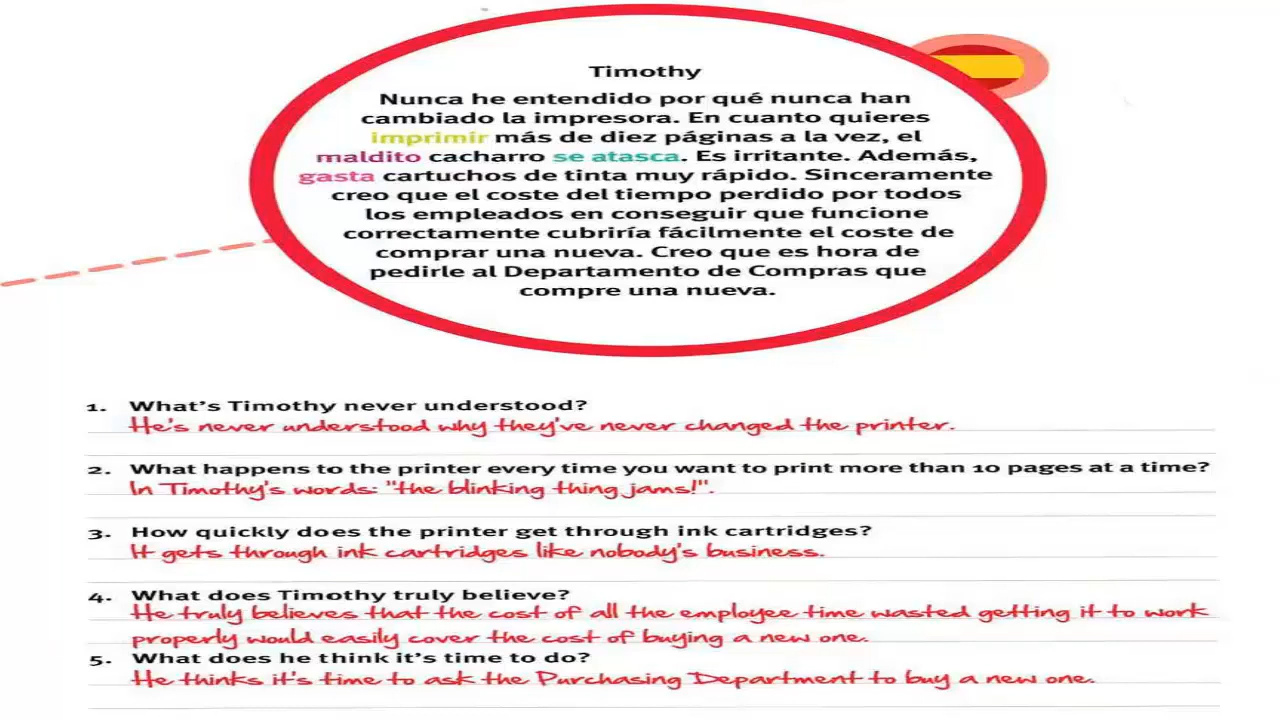 Timothy
Nunca he entendido por qué nunca han
cambiado la impresora. En cuanto quieres
imprimir más de diez páginas a la vez, el
maldito cacharro se atasca. Es irritante. Además,
gasta cartuchos de tinta muy rápido. Sinceramente
creo que el coste del tiempo perdido por todos
los empleados en conseguir que funcione
correctamente cubriría fácilmente el coste de
comprar una nueva. Creo que es hora de
pedirle al Departamento de Compras que
compre una nueva.
1. What's Timothy never understood?
He's never understood why they've never changed the printer.
2. What happens to the printer every time you want to print more than 10 pages at a time?
In Timothy's words: "the blinking thing jams!".
3. How quickly does the printer get through ink cartridges?
It gets through ink cartridges like nobody's business.
4. What does Timothy truly believe?
He truly believes that the cost of all the employee time wasted getting it to work
properly would easily cover the cost of buying a new one.
5. What does he think it's time to do?
He thinks it's time to ask the Purchasing Department to buy a new one.